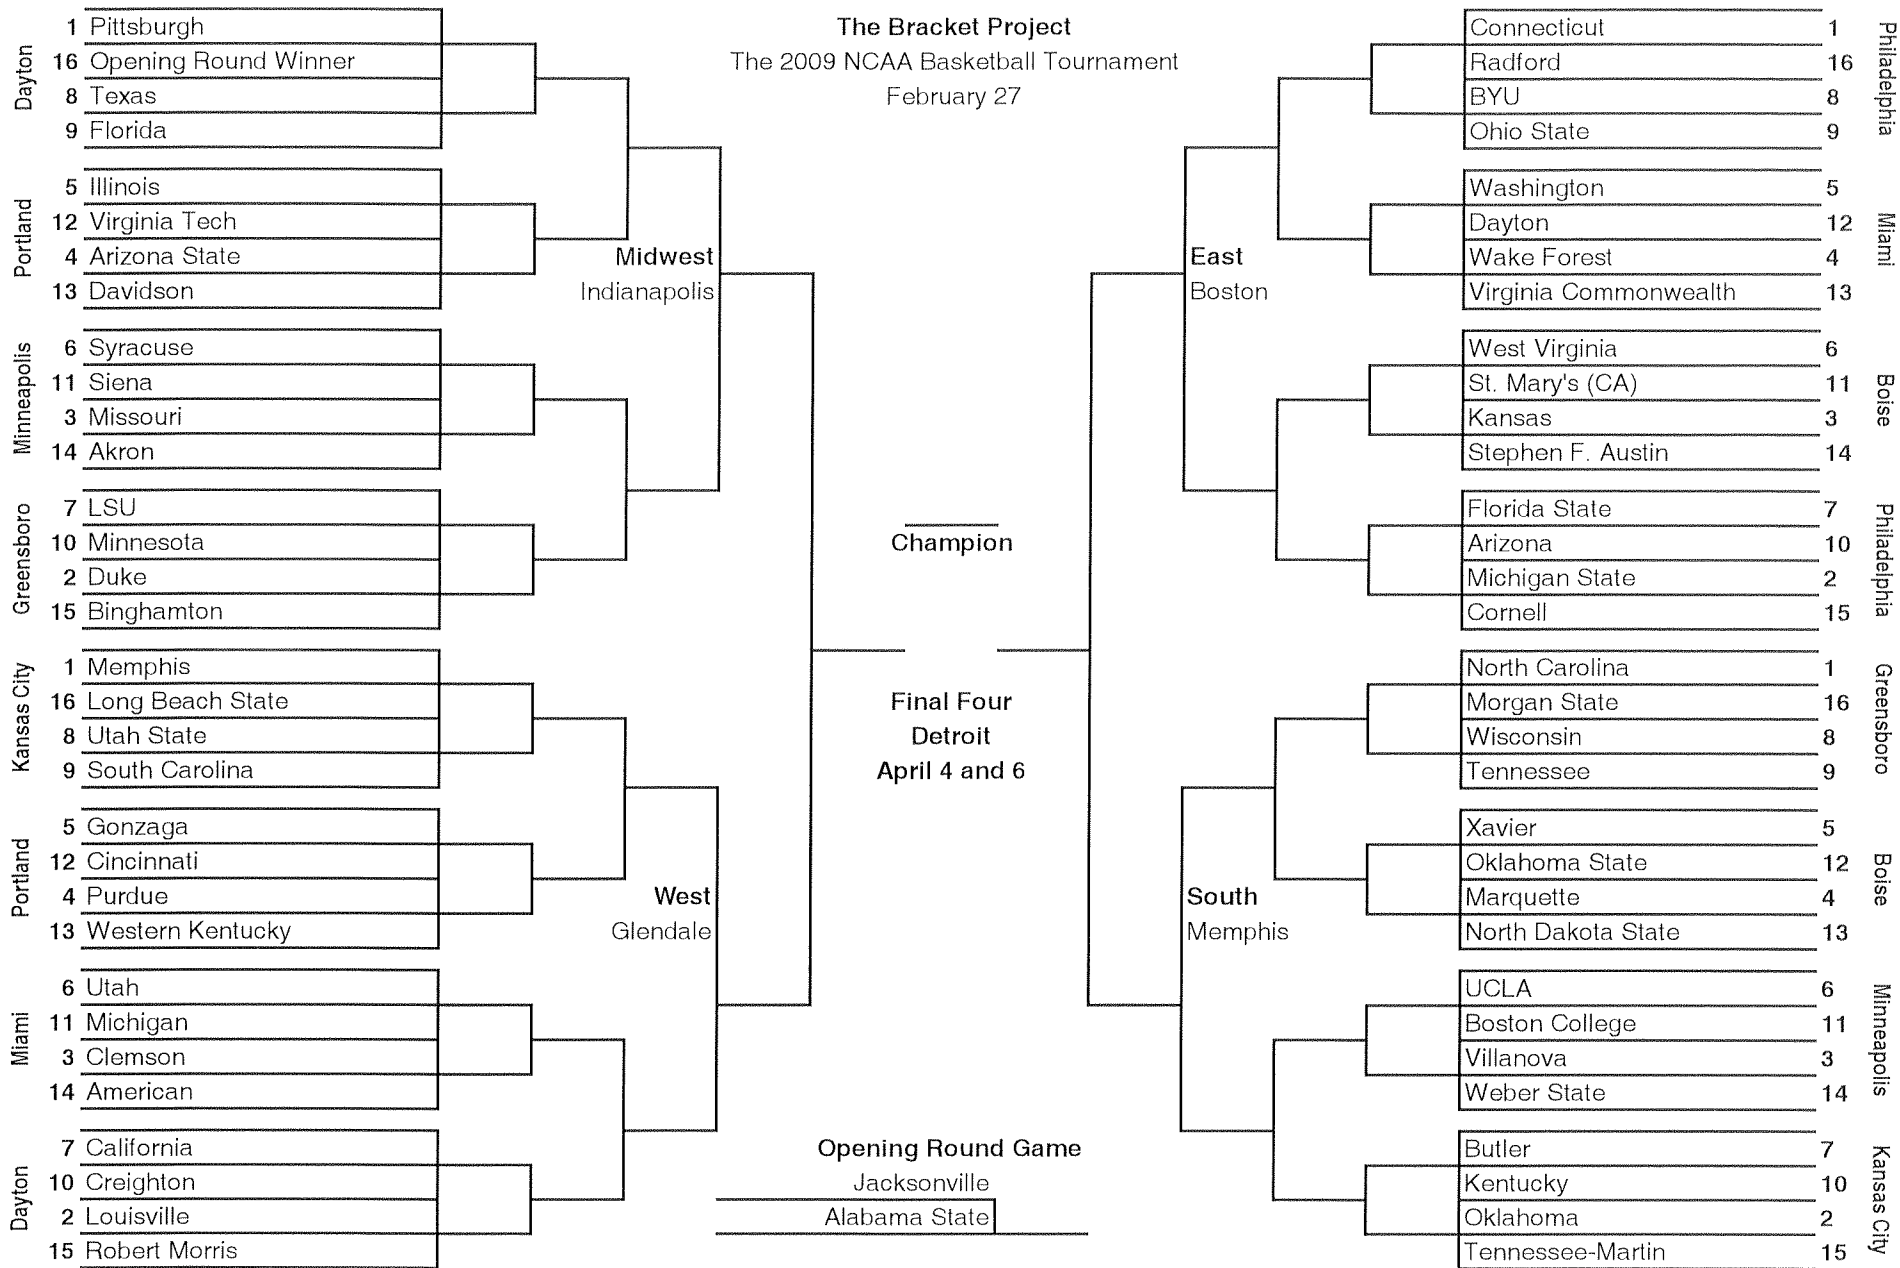 The Bracket Project
The 2009 NCAA Basketball Tournament
February 27
Dayton
1 Pittsburgh
16 Opening Round Winner
8 Texas
9 Florida
Portland
5 Illinois
12 Virginia Tech
4 Arizona State
13 Davidson
Midwest
Indianapolis
Minneapolis
6 Syracuse
11 Siena
3 Missouri
14 Akron
Greensboro
7 LSU
10 Minnesota
2 Duke
15 Binghamton
Kansas City
1 Memphis
16 Long Beach State
8 Utah State
9 South Carolina
Portland
5 Gonzaga
12 Cincinnati
4 Purdue
13 Western Kentucky
West
Glendale
Miami
6 Utah
11 Michigan
3 Clemson
14 American
Dayton
7 California
10 Creighton
2 Louisville
15 Robert Morris
Champion
Final Four
Detroit
April 4 and 6
Opening Round Game
Jacksonville
Alabama State
Connecticut 1
Radford 16
BYU 8
Ohio State 9
Philadelphia
Washington 5
Dayton 12
Wake Forest 4
Virginia Commonwealth 13
Miami
East
Boston
West Virginia 6
St. Mary's (CA) 11
Kansas 3
Stephen F. Austin 14
Boise
Florida State 7
Arizona 10
Michigan State 2
Cornell 15
Philadelphia
North Carolina 1
Morgan State 16
Wisconsin 8
Tennessee 9
Greensboro
Xavier 5
Oklahoma State 12
Marquette 4
North Dakota State 13
Boise
South
Memphis
UCLA 6
Boston College 11
Villanova 3
Weber State 14
Minneapolis
Butler 7
Kentucky 10
Oklahoma 2
Tennessee-Martin 15
Kansas City